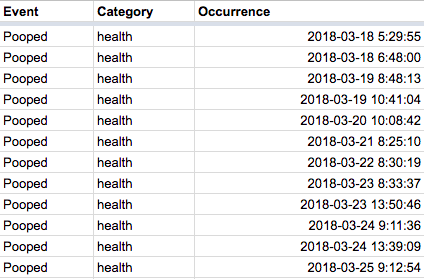 Event Category Occurrence
Pooped health 2018-03-18 5:29:55
Pooped health 2018-03-18 6:48:00
Pooped health 2018-03-19 8:48:13
Pooped health 2018-03-19 10:41:04
Pooped health 2018-03-20 10:08:42
Pooped health 2018-03-21 8:25:10
Pooped health 2018-03-22 8:30:19
Pooped health 2018-03-23 8:33:37
Pooped health 2018-03-23 13:50:46
Pooped health 2018-03-24 9:11:36
Pooped health 2018-03-24 13:39:09
Pooped health 2018-03-25 9:12:54